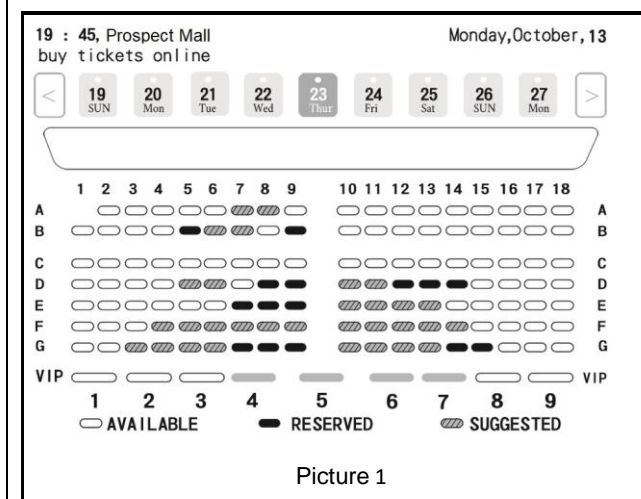 19 : 45, Prospect Mall Monday,October,13
buy tickets online
< 19 20 21 22 23 24 25 26 27 >
SUN Mon Tue Wed Thur Fri Sat SUN Mon
1 2 3 4 5 6 7 8 9 10 11 12 13 14 15 16 17 18
A A
B B
C C
D D
E E
F F
G G
VIP VIP
1 2 3 4 5 6 7 8 9
AVAILABLE RESERVED SUGGESTED
Picture 1